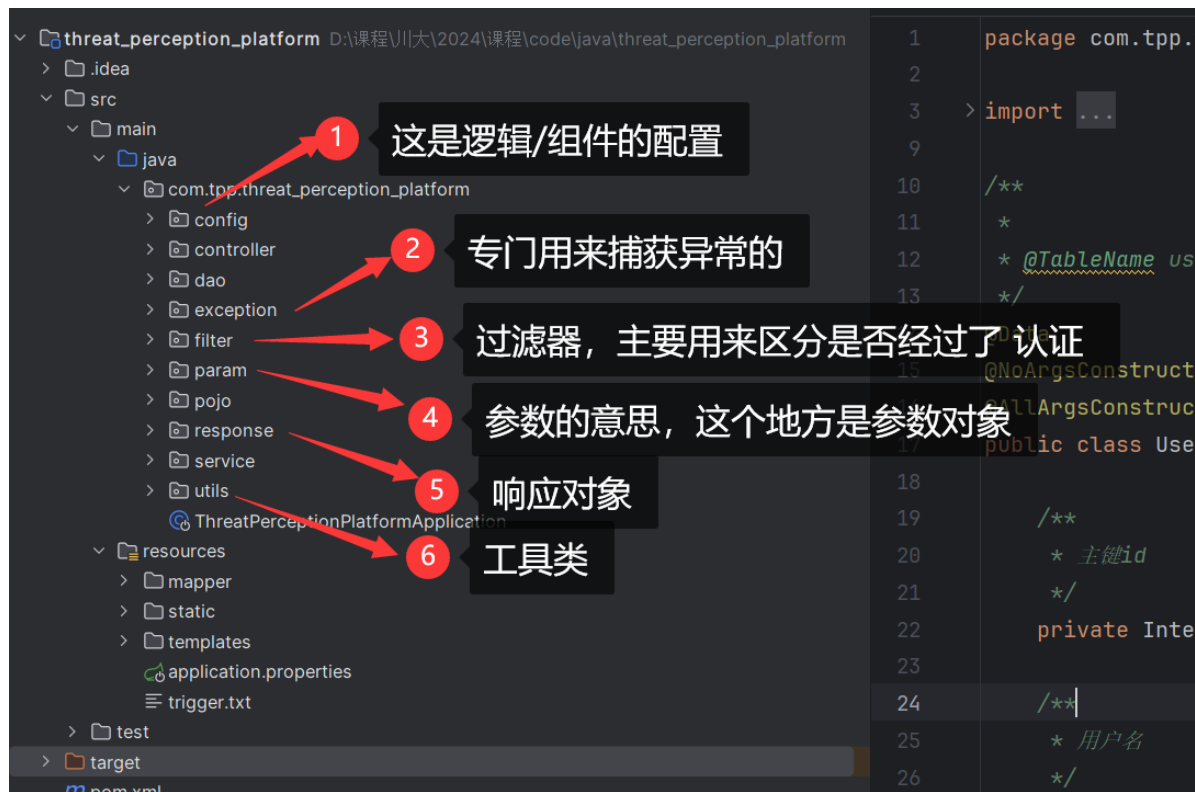 threat_perception_platform D:\课程\川大\2024\课程\code\java\threat_perception_platform
.idea
src
main
java
com.tpp.threat_perception_platform
config
controller
dao
exception
filter
param
pojo
response
service
utils
ThreatPerceptionPlatformApplication
resources
mapper
static
templates
application.properties
trigger.txt
test
target
pom.xml
1 这是逻辑/组件的配置
2 专门用来捕获异常的
3 过滤器，主要用来区分是否经过了 认证
4 参数的意思，这个地方是参数对象
5 响应对象
6 工具类
1 package com.tpp.
2
3 import ...
9
10 /**
11 *
12 * @TableName us
13 */
@Data
15 @NoArgsConstruct
@AllArgsConstruc
17 public class Use
18
19 /**
20 * 主键id
21 */
22 private Inte
23
24 /**
25 * 用户名
26 */